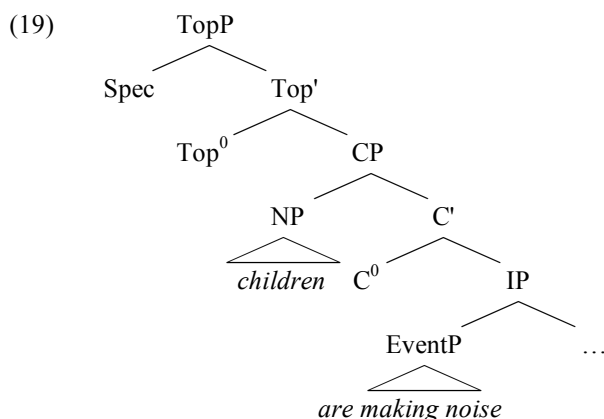 (19) TopP
Spec Top'
Top⁰ CP
NP C'
children C⁰ IP
EventP …
are making noise